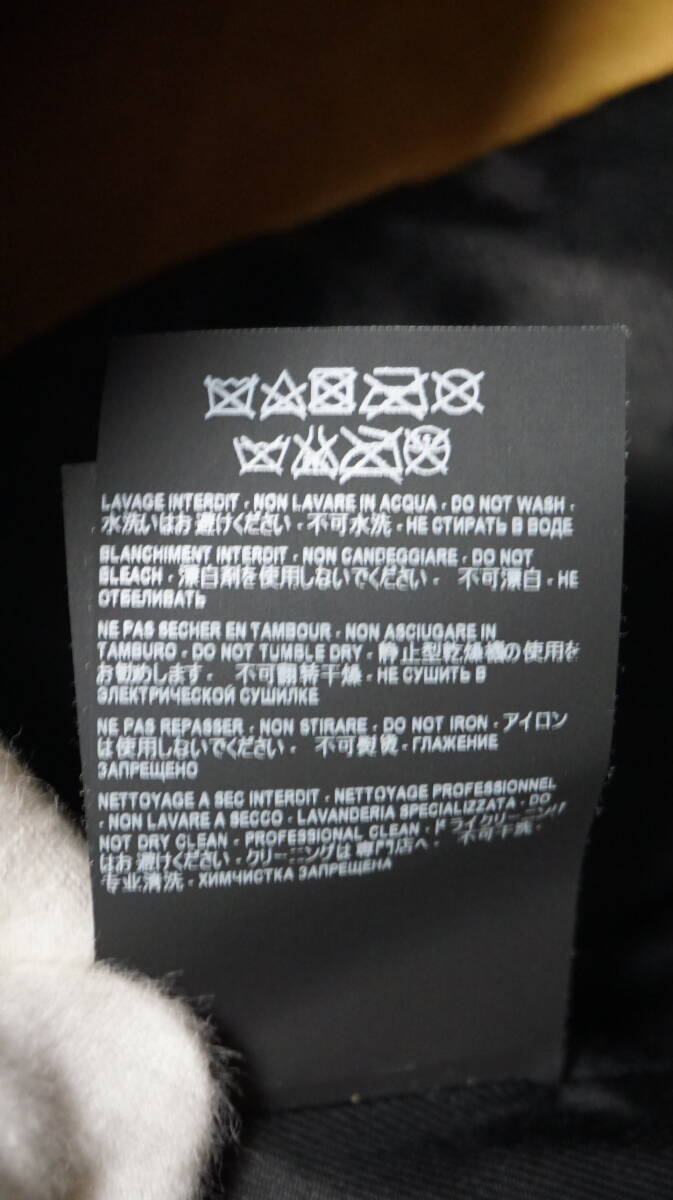 LAVAGE INTERDIT - NON LAVARE IN ACQUA - DO NOT WASH -
水洗いはお避けください - 不可水洗 - НЕ СТИРАТЬ В ВОДЕ
BLANCHIMENT INTERDIT - NON CANDEGGIARE - DO NOT
BLEACH - 漂白剤を使用しないでください - 不可漂白 - НЕ
ОТБЕЛИВАТЬ
NE PAS SECHER EN TAMBOUR - NON ASCIUGARE IN
TAMBURO - DO NOT TUMBLE DRY - 静止型乾燥機の使用を
お勧めします - 不可翻转干燥 - НЕ СУШИТЬ В
ЭЛЕКТРИЧЕСКОЙ СУШИЛКЕ
NE PAS REPASSER - NON STIRARE - DO NOT IRON - アイロン
は使用しないでください - 不可熨烫 - ГЛАЖЕНИЕ
ЗАПРЕЩЕНО
NETTOYAGE A SEC INTERDIT - NETTOYAGE PROFESSIONNEL
- NON LAVARE A SECCO - LAVANDERIA SPECIALIZZATA - DO
NOT DRY CLEAN - PROFESSIONAL CLEAN - ドライクリーニング
はお避けください - クリーニングは専門店へ - 不可干洗 -
专业清洗 - ХИМЧИСТКА ЗАПРЕЩЕНА